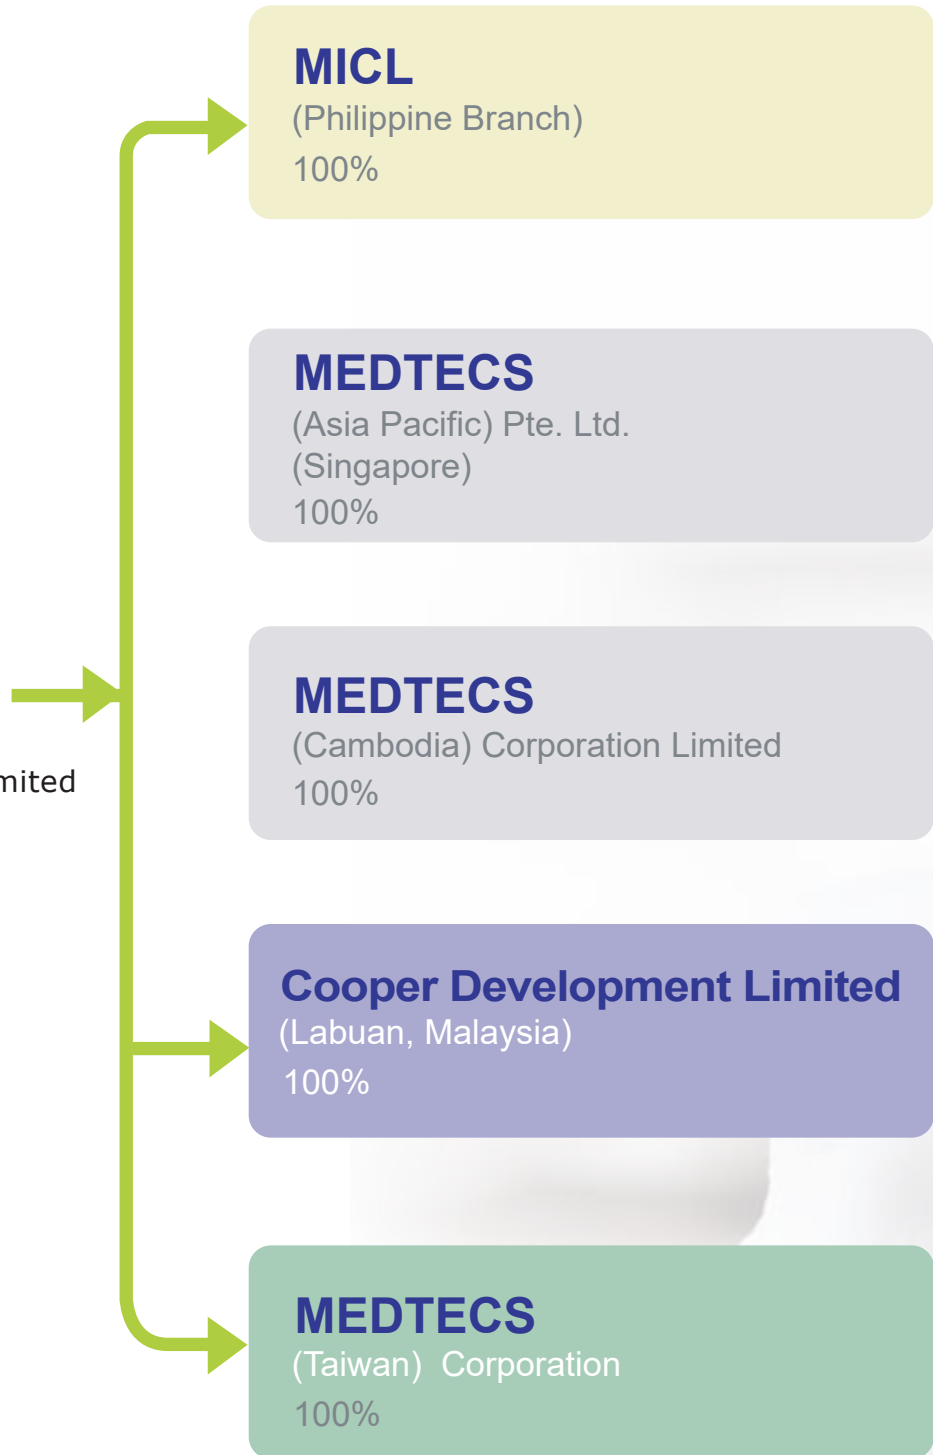 MICL
(Philippine Branch)
100%
MEDTECS
(Asia Pacific) Pte. Ltd.
(Singapore)
100%
MEDTECS
(Cambodia) Corporation Limited
100%
mited
Cooper Development Limited
(Labuan, Malaysia)
100%
MEDTECS
(Taiwan) Corporation
100%